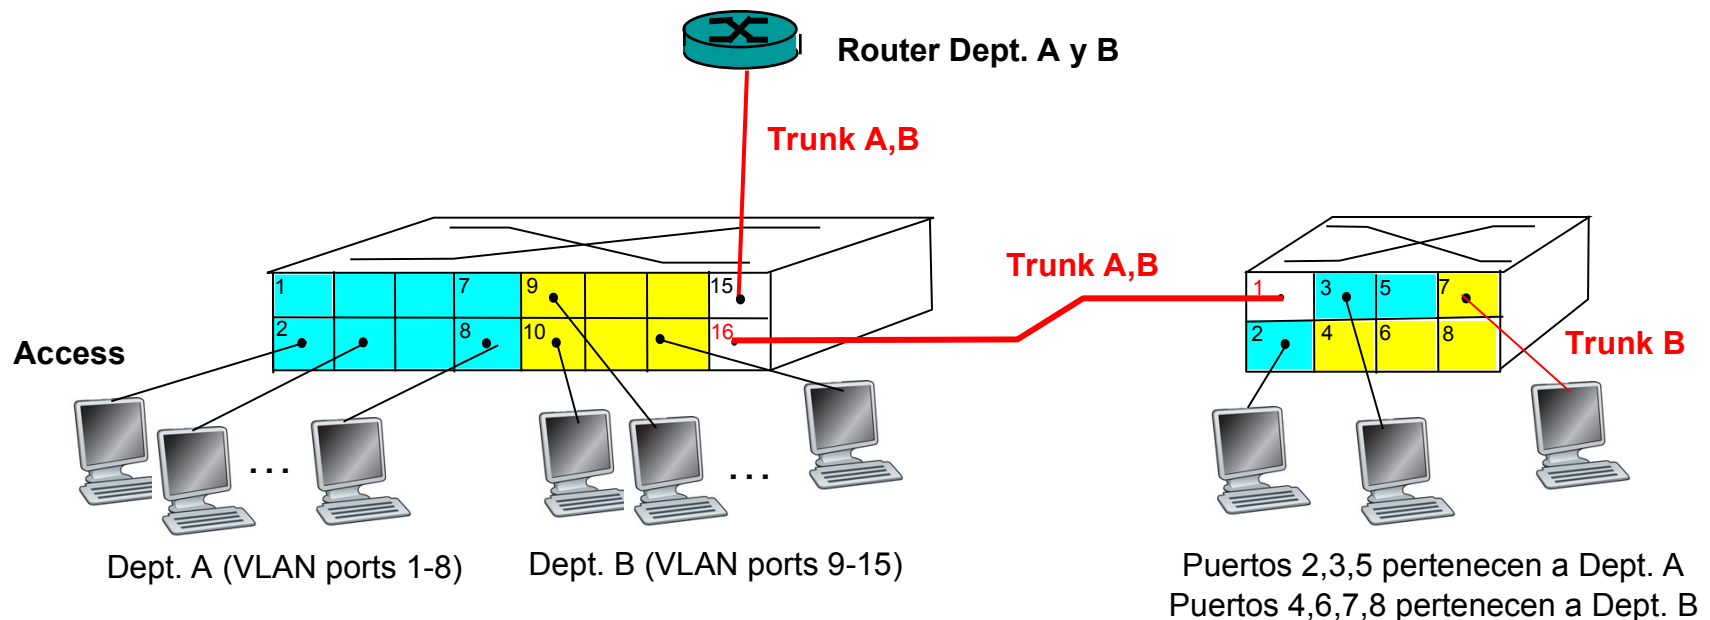 Router Dept. A y B
Trunk A,B
Trunk A,B
1 7 9 15
2 8 10 16
1 3 5 7
2 4 6 8
Access
Trunk B
...
...
Dept. A (VLAN ports 1-8)
Dept. B (VLAN ports 9-15)
Puertos 2,3,5 pertenecen a Dept. A
Puertos 4,6,7,8 pertenecen a Dept. B